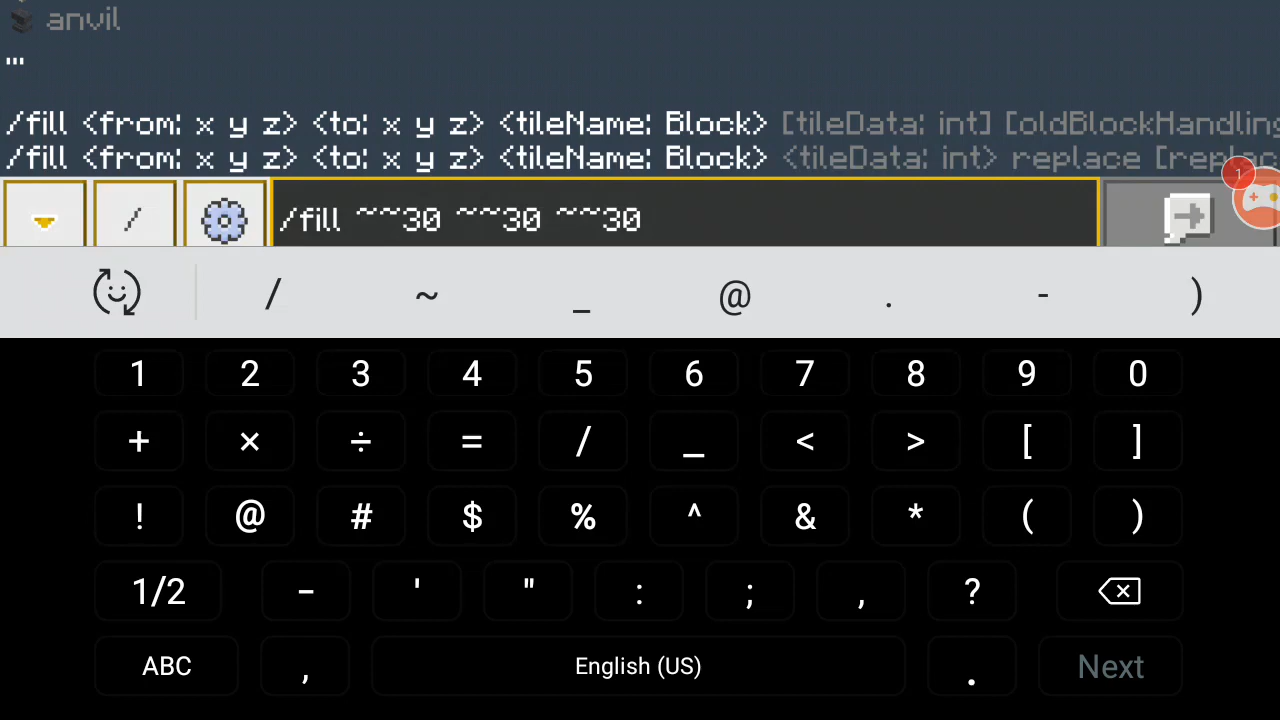 anvil
...
/fill <from: x y z> <to: x y z> <tileName: Block> [tileData: int] [oldBlockHandling
/fill <from: x y z> <to: x y z> <tileName: Block> <tileData: int> replace [replac
1
/
/fill ~~30 ~~30 ~~30
/ ~ _ @ . - )
1 2 3 4 5 6 7 8 9 0
+ × ÷ = / _ < > [ ]
! @ # $ % ^ & * ( )
1/2 - ' " : ; , ?
ABC , English (US) . Next